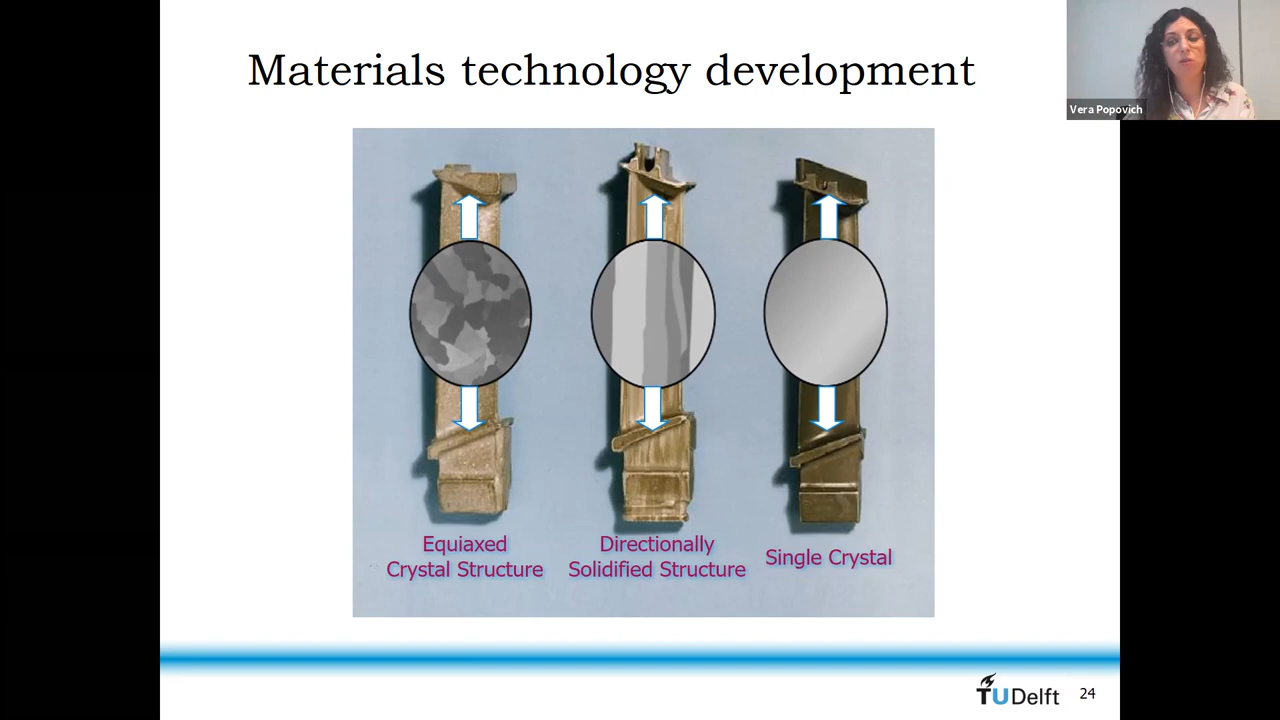 Materials technology development
Vera Popovich
Equiaxed
Crystal Structure
Directionally
Solidified Structure
Single Crystal
TUDelft
24